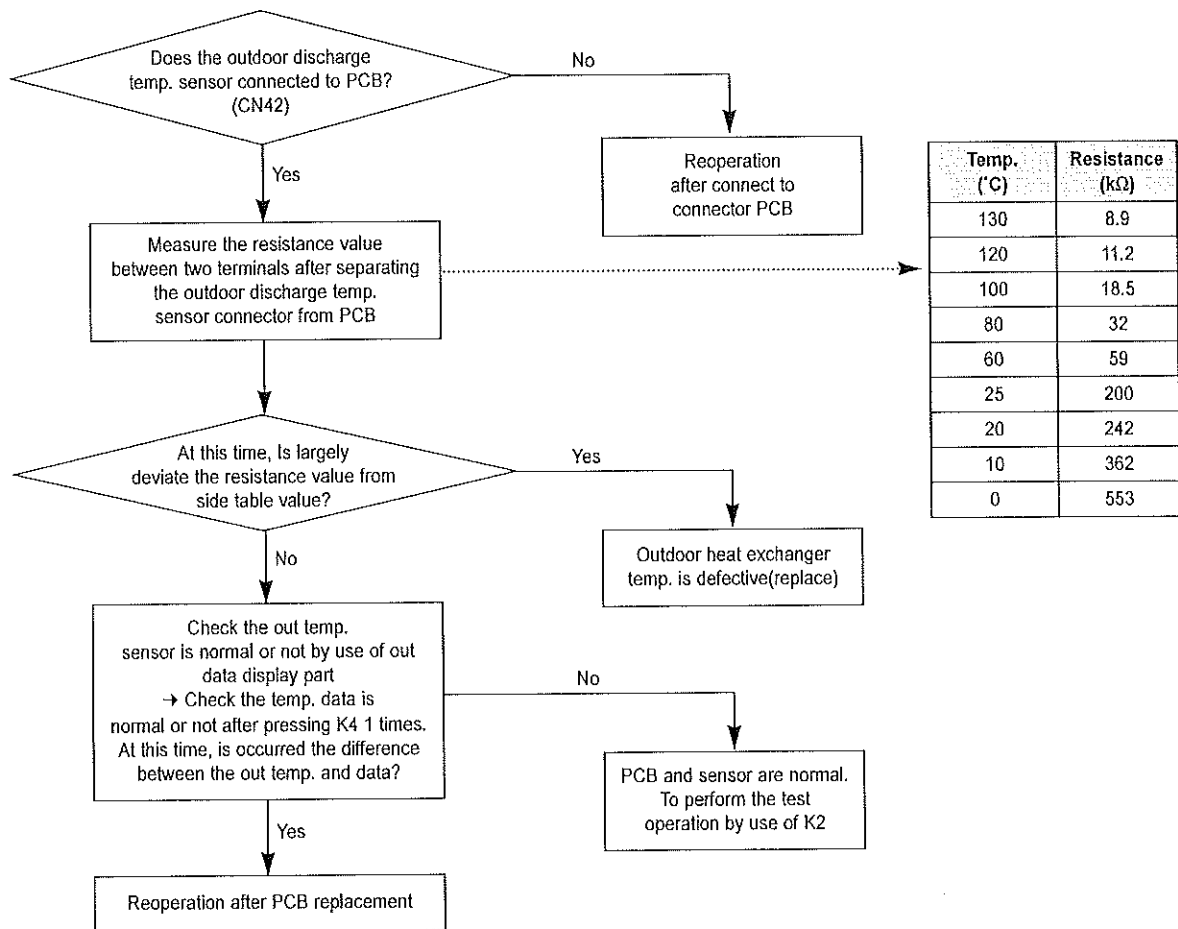 Does the outdoor discharge
temp. sensor connected to PCB?
(CN42)
No
Reoperation
after connect to
connector PCB
Yes
Measure the resistance value
between two terminals after separating
the outdoor discharge temp.
sensor connector from PCB
Temp. Resistance
(°C) (kΩ)
130 8.9
120 11.2
100 18.5
80 32
60 59
25 200
20 242
10 362
0 553
At this time, Is largely
deviate the resistance value from
side table value?
Yes
Outdoor heat exchanger
temp. is defective(replace)
No
Check the out temp.
sensor is normal or not by use of out
data display part
→ Check the temp. data is
normal or not after pressing K4 1 times.
At this time, is occurred the difference
between the out temp. and data?
No
PCB and sensor are normal.
To perform the test
operation by use of K2
Yes
Reoperation after PCB replacement